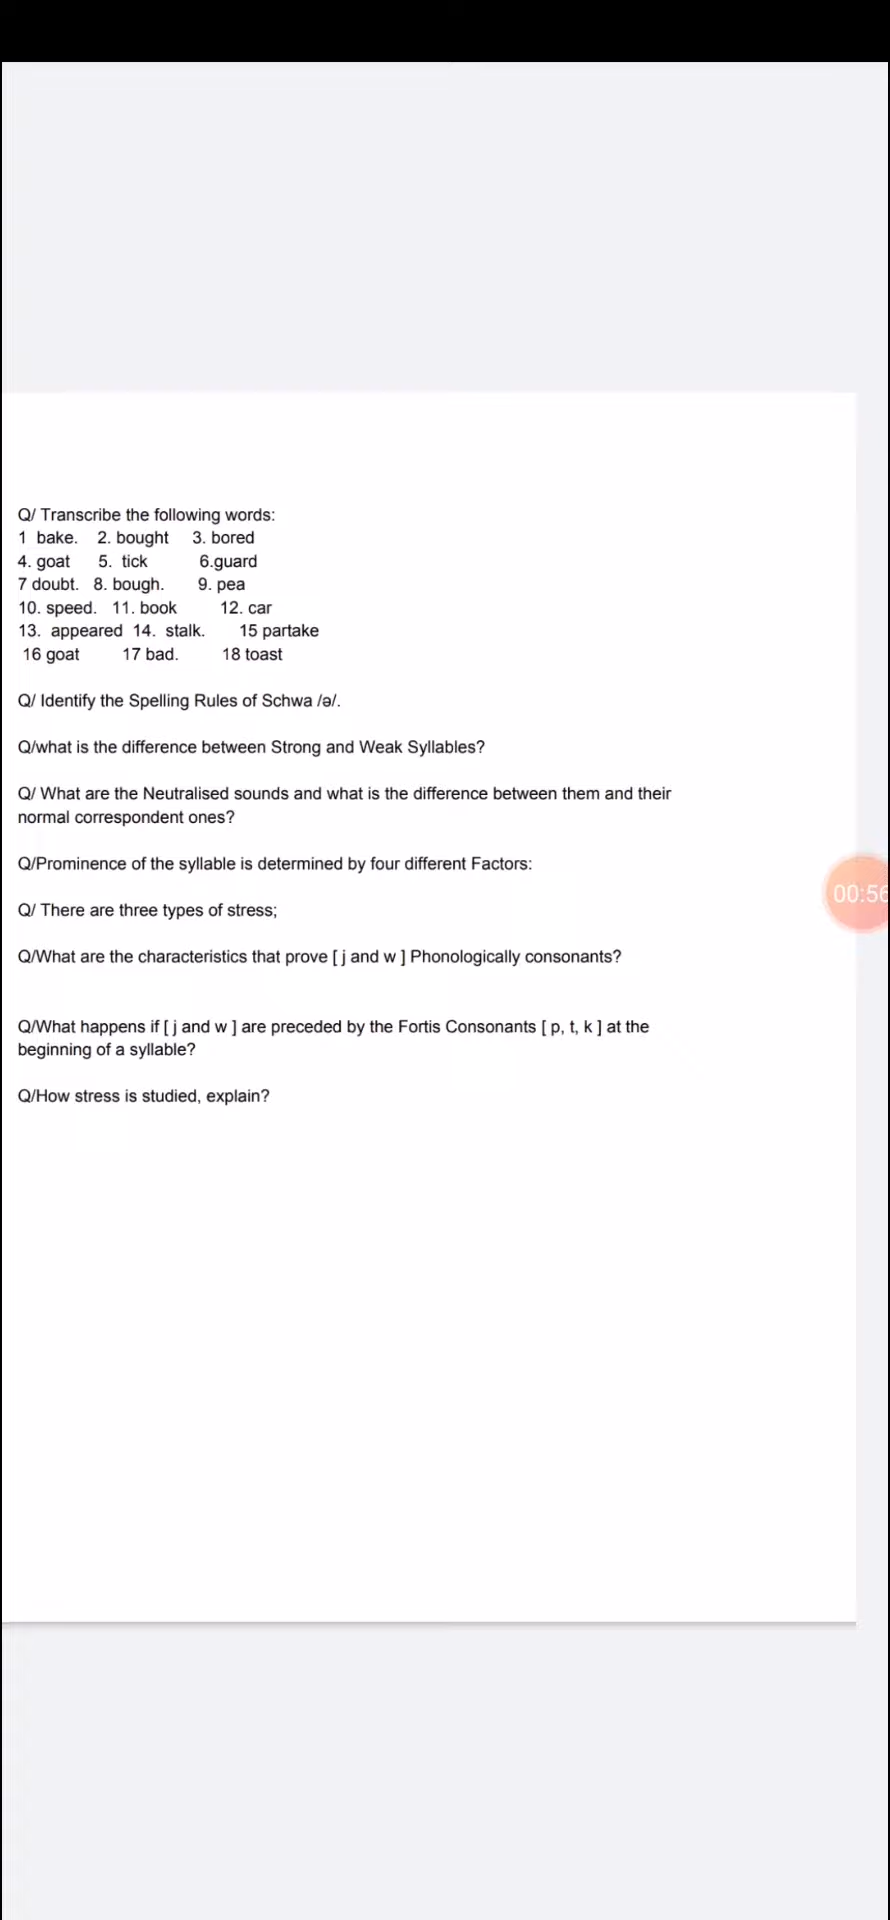 Q/ Transcribe the following words:
1 bake. 2. bought 3. bored
4. goat 5. tick 6.guard
7 doubt. 8. bough. 9. pea
10. speed. 11. book 12. car
13. appeared 14. stalk. 15 partake
16 goat 17 bad. 18 toast
Q/ Identify the Spelling Rules of Schwa /ə/.
Q/what is the difference between Strong and Weak Syllables?
Q/ What are the Neutralised sounds and what is the difference between them and their
normal correspondent ones?
Q/Prominence of the syllable is determined by four different Factors:
00:56
Q/ There are three types of stress;
Q/What are the characteristics that prove [ j and w ] Phonologically consonants?
Q/What happens if [ j and w ] are preceded by the Fortis Consonants [ p, t, k ] at the
beginning of a syllable?
Q/How stress is studied, explain?